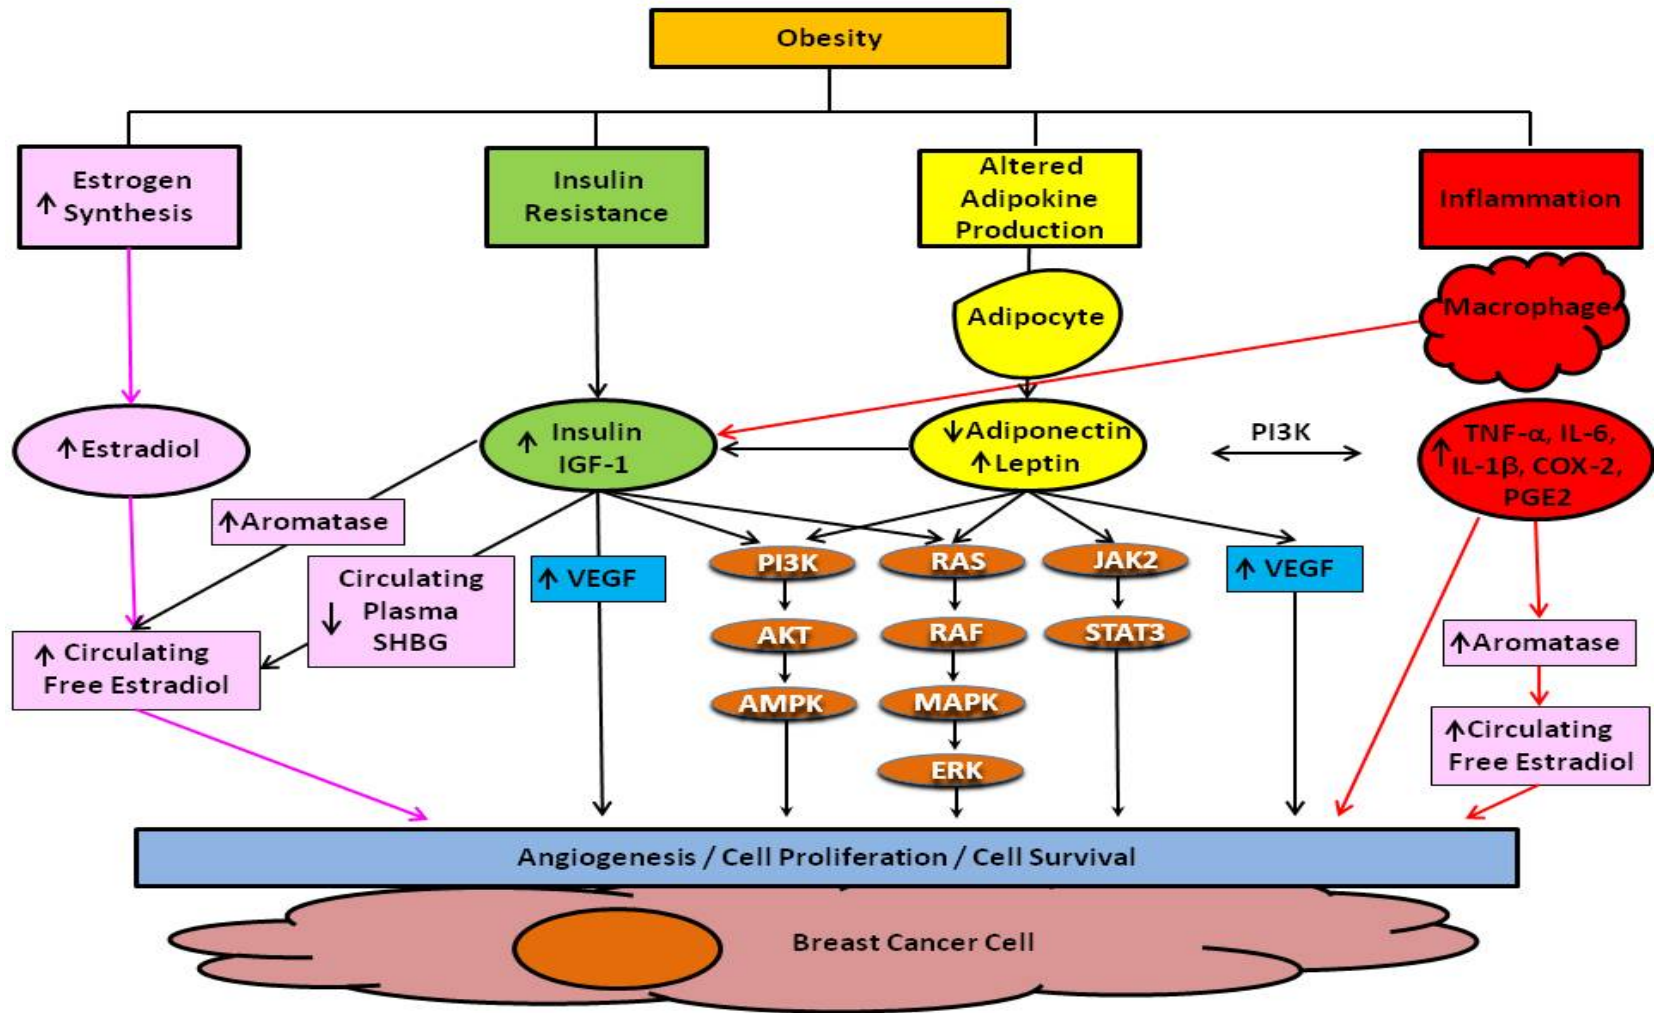 Obesity
Estrogen
↑ Synthesis
Insulin
Resistance
Altered
Adipokine
Production
Inflammation
Adipocyte
Macrophage
↑ Estradiol
↑ Insulin
IGF-1
↓ Adiponectin
↑ Leptin
PI3K
↑ TNF-α, IL-6,
IL-1β, COX-2,
PGE2
↑ Aromatase
Circulating
↓ Plasma
SHBG
↑ VEGF
PI3K
AKT
AMPK
RAS
RAF
MAPK
ERK
JAK2
STAT3
↑ VEGF
↑ Aromatase
↑ Circulating
Free Estradiol
↑ Circulating
Free Estradiol
Angiogenesis / Cell Proliferation / Cell Survival
Breast Cancer Cell